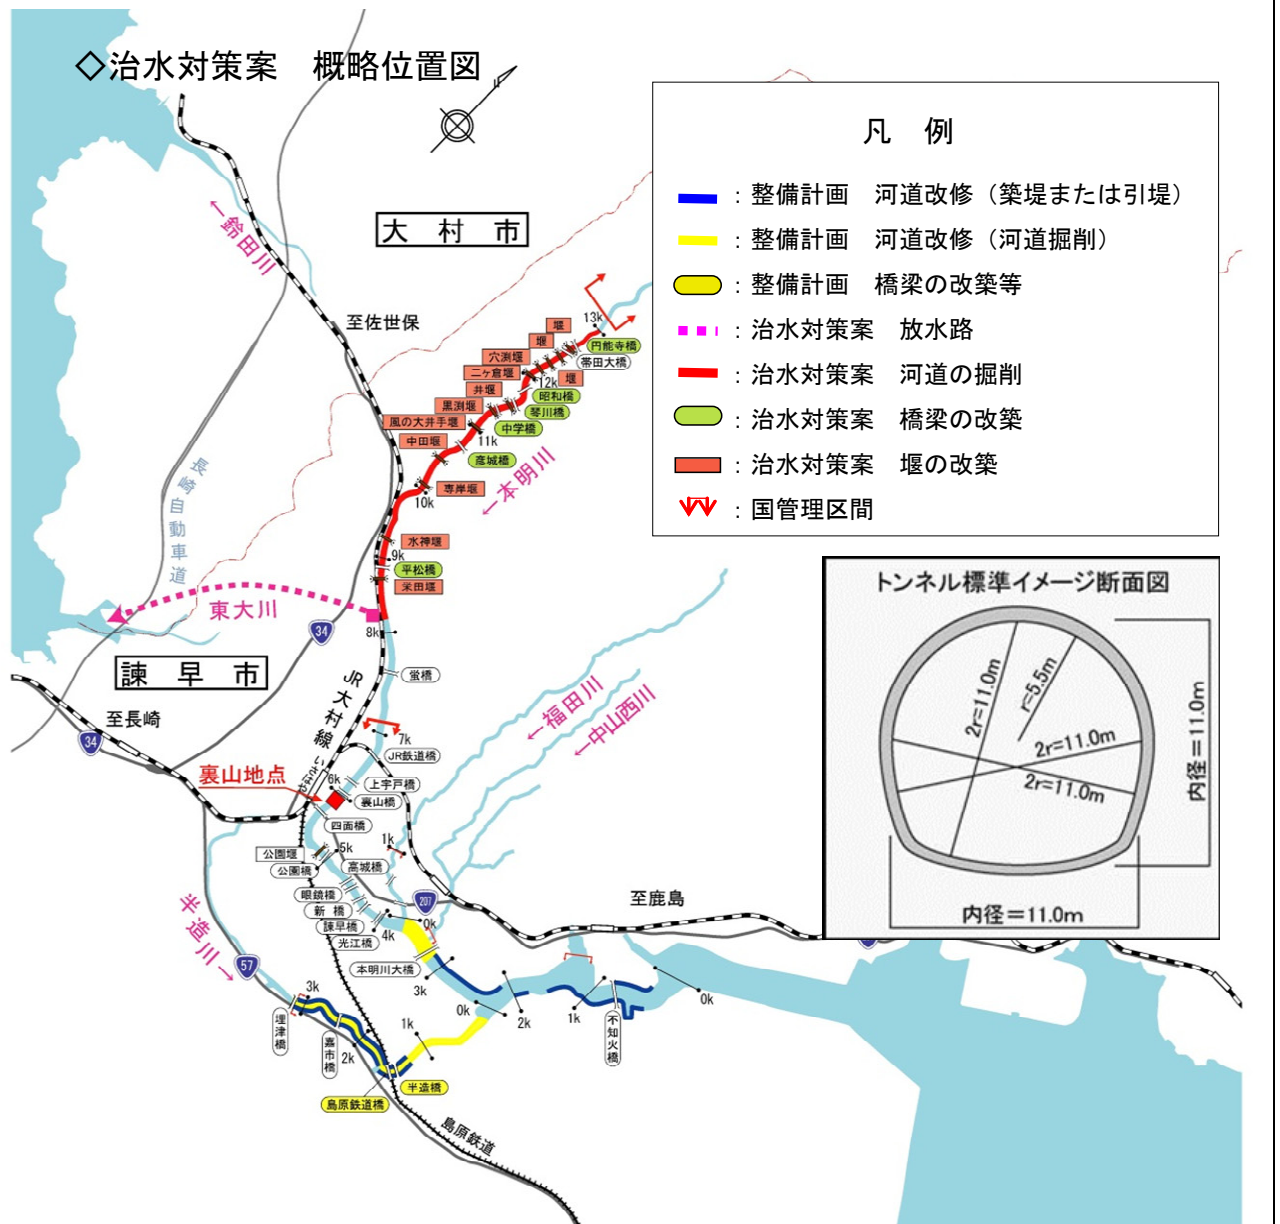 ◇治水対策案　概略位置図
凡　例
：整備計画　河道改修（築堤または引堤）
：整備計画　河道改修（河道掘削）
：整備計画　橋梁の改築等
：治水対策案　放水路
：治水対策案　河道の掘削
：治水対策案　橋梁の改築
：治水対策案　堰の改築
：国管理区間
大　村　市
←鈴田川
至佐世保
13k
堰
円能寺橋
堰
帯田大橋
穴渕堰
二ヶ倉堰
12k
堰
井堰
昭和橋
黒渕堰
琴川橋
風の大井手堰
中学橋
11k
中田堰
彦城橋
←本明川
専岸堰
10k
長崎自動車道
水神堰
9k
平松橋
栄田堰
東大川
34
8k
諫　早　市
JR大村線
蛍橋
至長崎
34
7k
JR鉄道橋
←福田川
←中山西川
裏山地点
いさはや
6k
上宇戸橋
裏山橋
四面橋
1k
公園堰
5k
公園橋
高城橋
眼鏡橋
新　橋
諫早橋
光江橋
4k
207
0k
至鹿島
半造川→
57
本明川大橋
3k
3k
0k
2k
1k
0k
不知火橋
埋津橋
嘉市橋
2k
1k
半造橋
島原鉄道橋
島原鉄道
トンネル標準イメージ断面図
2r=11.0m
r=5.5m
2r=11.0m
2r=11.0m
内径＝11.0m
内径＝11.0m